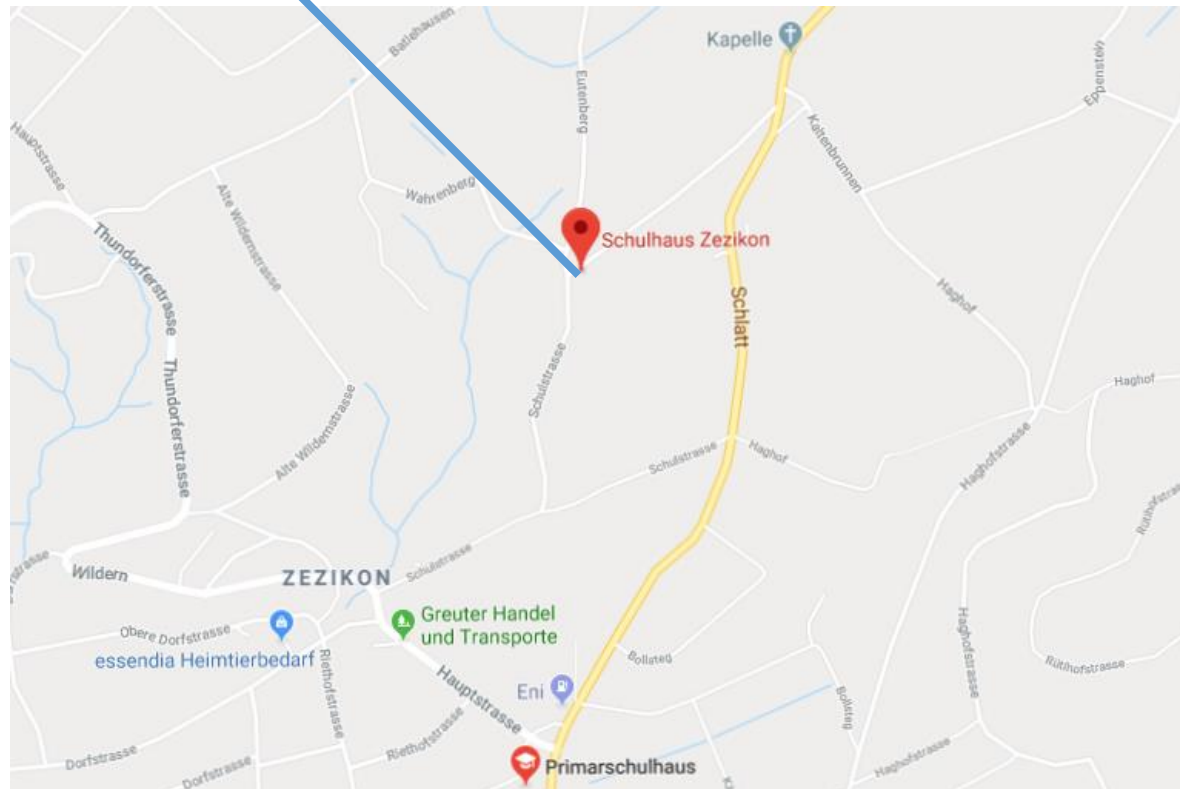 Batlehausen
Kapelle
Eutenberg
Eppenstein
Hauptstrasse
Kaltenbrunnen
Wahrenberg
Alte Wildernstrasse
Schulhaus Zezikon
Thundorferstrasse
Haghof
Schlatt
Thundorferstrasse
Schulstrasse
Haghof
Alte Wildernstrasse
Schulstrasse
Haghof
Haghofstrasse
Wildern
ZEZIKON
Schulstrasse
Greuter Handel
und Transporte
Obere Dorfstrasse
essendia Heimtierbedarf
Riethofstrasse
Bollsteg
Haghofstrasse
Rütihofstrasse
Hauptstrasse
Eni
Bollsteg
Riethofstrasse
Dorfstrasse
Dorfstrasse
Primarschulhaus
Haghofstrasse